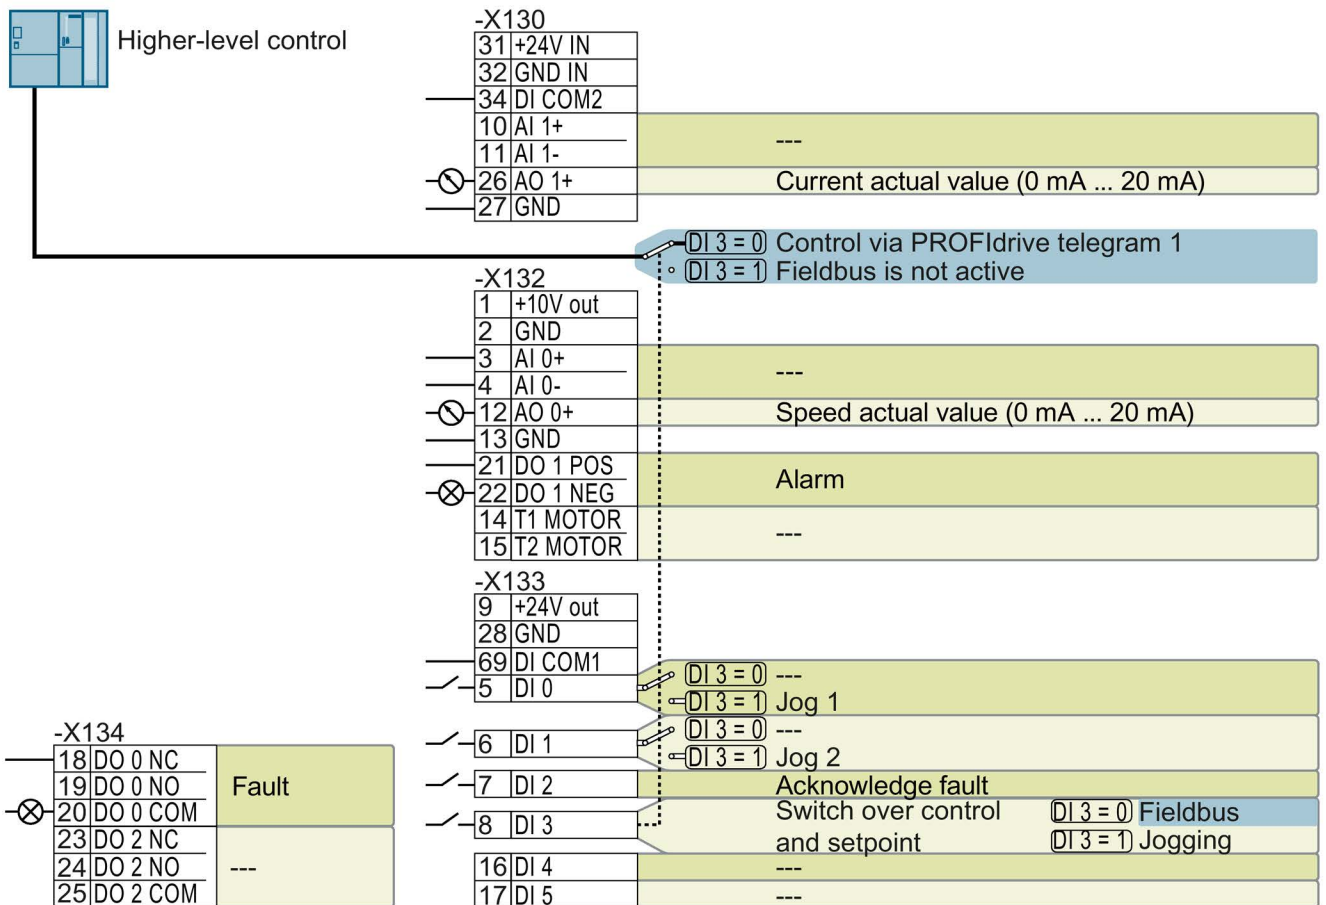 Higher-level control
-X130
31 +24V IN
32 GND IN
34 DI COM2
10 AI 1+
---
11 AI 1-
26 AO 1+ Current actual value (0 mA ... 20 mA)
27 GND
DI 3 = 0 Control via PROFIdrive telegram 1
DI 3 = 1 Fieldbus is not active
-X132
1 +10V out
2 GND
3 AI 0+
---
4 AI 0-
12 AO 0+ Speed actual value (0 mA ... 20 mA)
13 GND
21 DO 1 POS
Alarm
22 DO 1 NEG
14 T1 MOTOR
---
15 T2 MOTOR
-X133
9 +24V out
28 GND
69 DI COM1
5 DI 0
DI 3 = 0 ---
DI 3 = 1 Jog 1
6 DI 1
DI 3 = 0 ---
DI 3 = 1 Jog 2
7 DI 2 Acknowledge fault
8 DI 3
Switch over control DI 3 = 0 Fieldbus
and setpoint DI 3 = 1 Jogging
16 DI 4 ---
17 DI 5 ---
-X134
18 DO 0 NC
19 DO 0 NO Fault
20 DO 0 COM
23 DO 2 NC
24 DO 2 NO ---
25 DO 2 COM